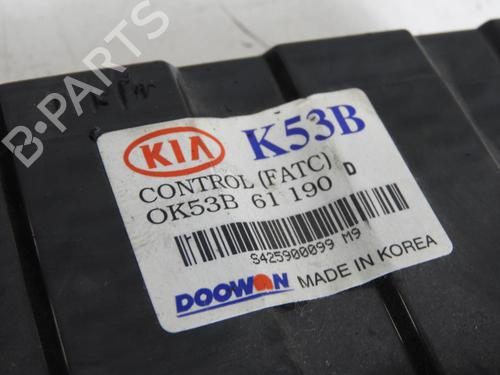 B-PARTS
KIA K53B
CONTROL (FATC) D
OK53B 61 190
S425900099 M9
DOOWON MADE IN KOREA